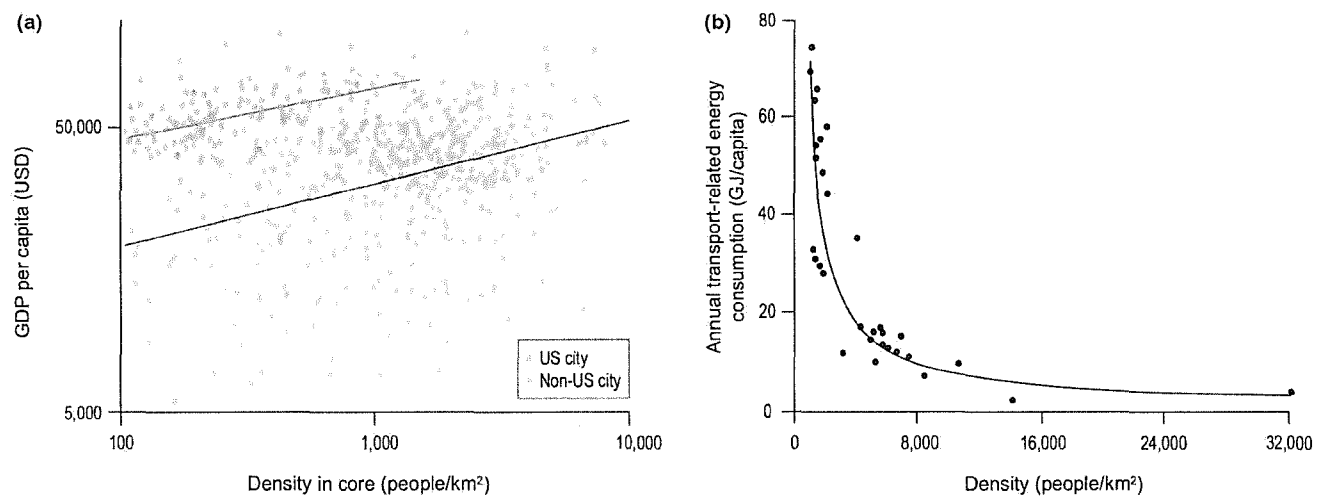 (a)
GDP per capita (USD)
50,000
5,000
100
1,000
10,000
Density in core (people/km²)
US city
Non-US city
(b)
Annual transport-related energy
consumption (GJ/capita)
80
60
40
20
0
0
8,000
16,000
24,000
32,000
Density (people/km²)